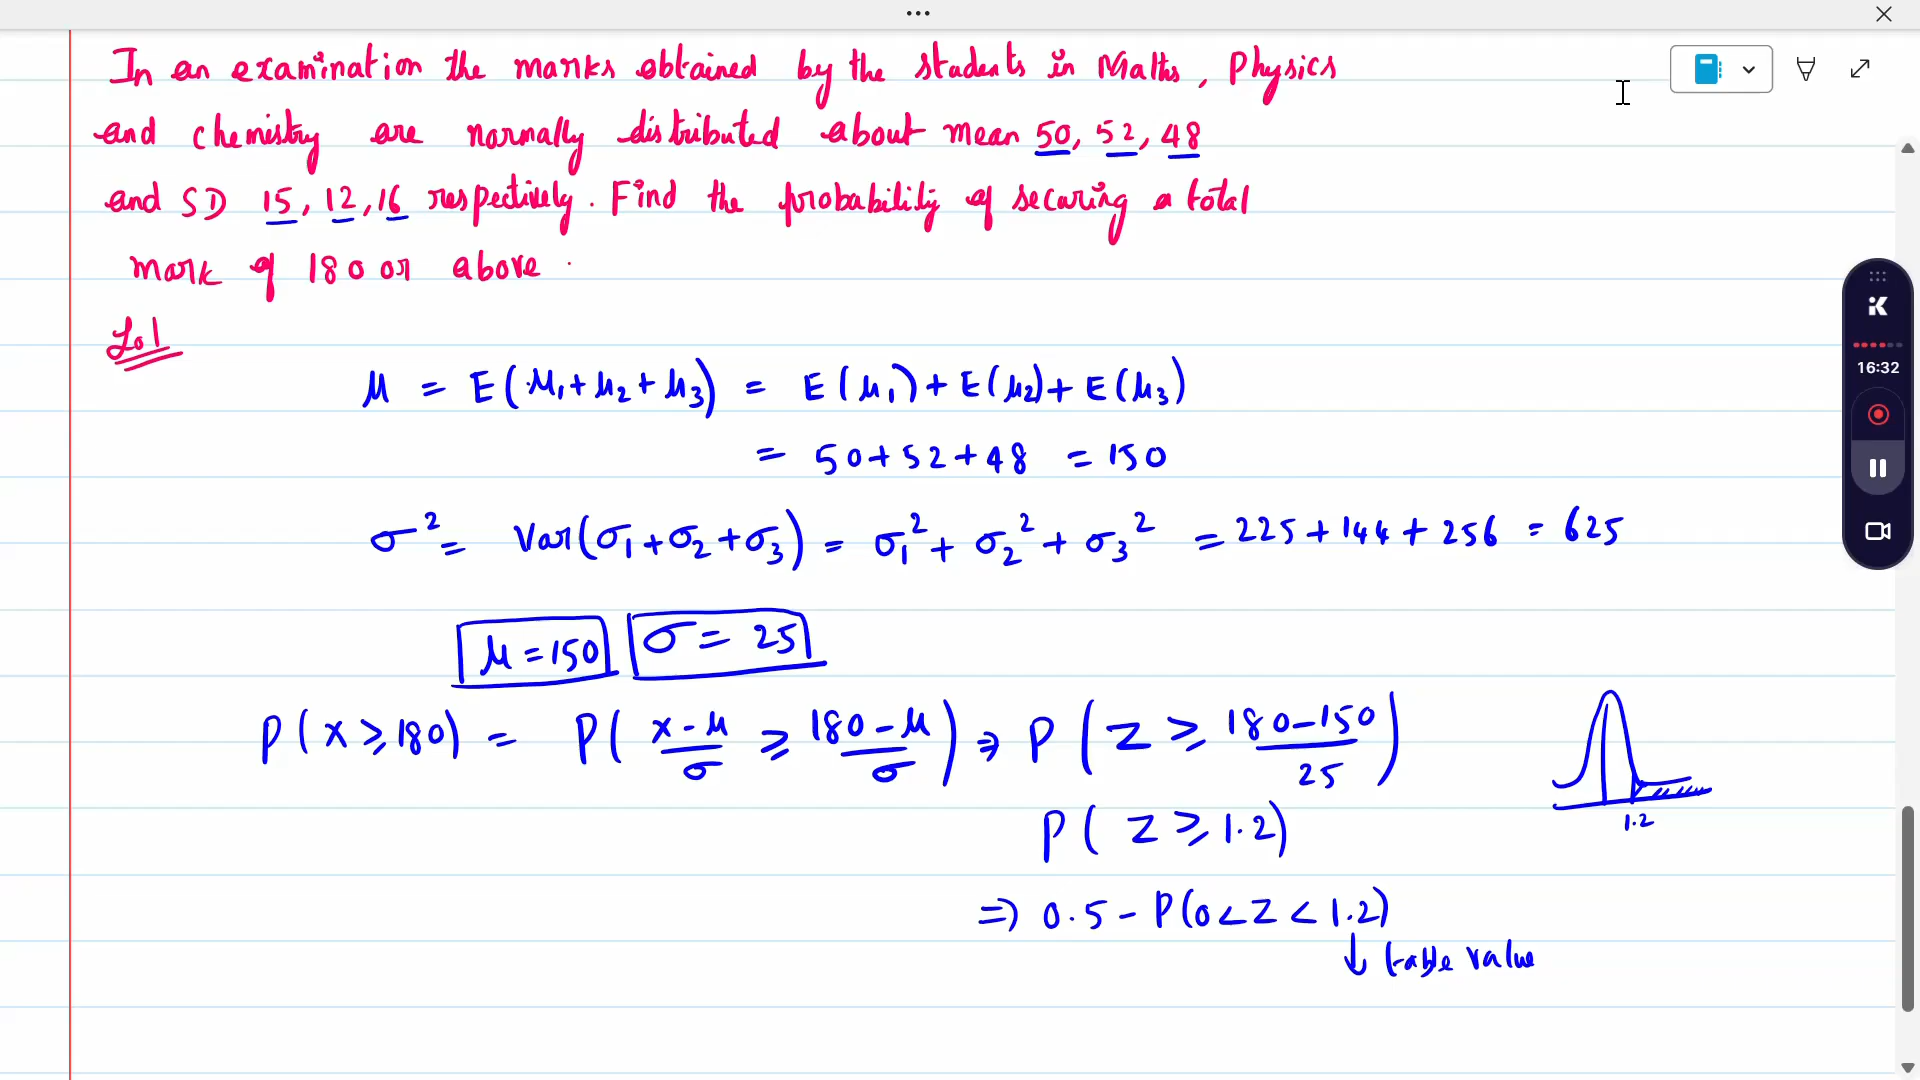 In an examination the marks obtained by the students in Maths, Physics
and chemistry are normally distributed about mean 50, 52, 48
and SD 15, 12, 16 respectively. Find the probability of securing a total
mark of 180 or above.
Sol
μ = E(μ₁+μ₂+μ₃) = E(μ₁)+E(μ₂)+E(μ₃)
= 50+52+48 = 150
σ² = Var(σ₁+σ₂+σ₃) = σ₁²+σ₂²+σ₃² = 225+144+256 = 625
μ=150 σ= 25
P(x≥180) = P( (x-μ)/σ ≥ (180-μ)/σ ) ⇒ P( Z ≥ (180-150)/25 )
P( Z ≥ 1.2)
1.2
⇒ 0.5 - P(0<Z<1.2)
↓ table value
16:32